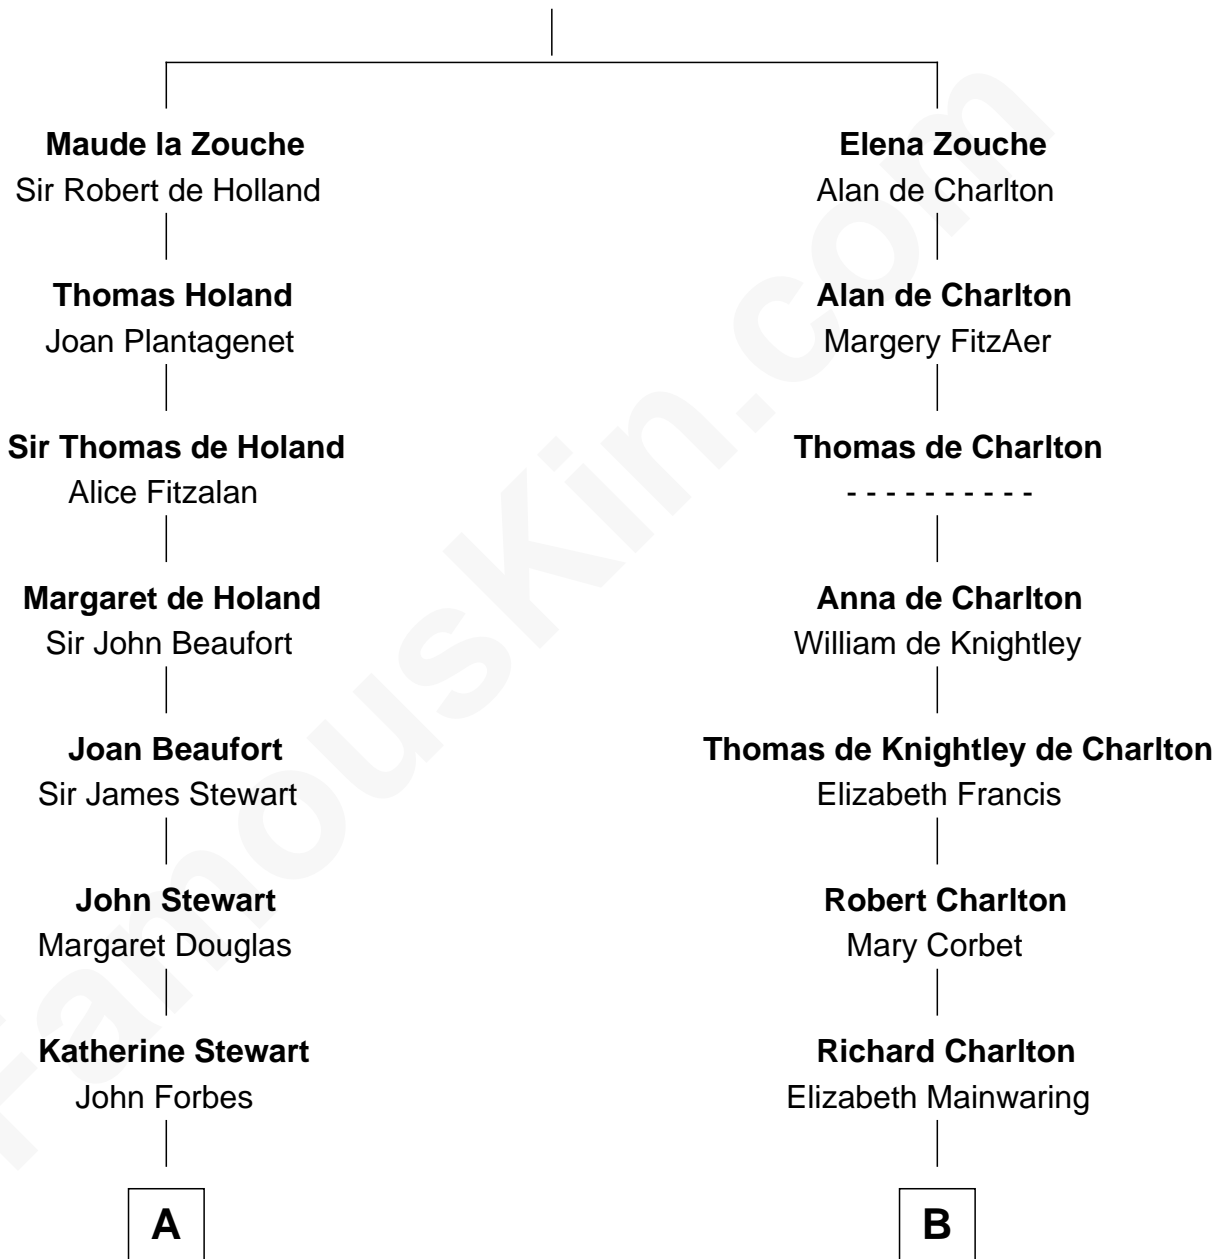 Maude la Zouche
Sir Robert de Holland
Thomas Holand
Joan Plantagenet
Sir Thomas de Holand
Alice Fitzalan
Margaret de Holand
Sir John Beaufort
Joan Beaufort
Sir James Stewart
John Stewart
Margaret Douglas
Katherine Stewart
John Forbes
A
Elena Zouche
Alan de Charlton
Alan de Charlton
Margery FitzAer
Thomas de Charlton
- - - - - - - - - -
Anna de Charlton
William de Knightley
Thomas de Knightley de Charlton
Elizabeth Francis
Robert Charlton
Mary Corbet
Richard Charlton
Elizabeth Mainwaring
B
FamousKin.com